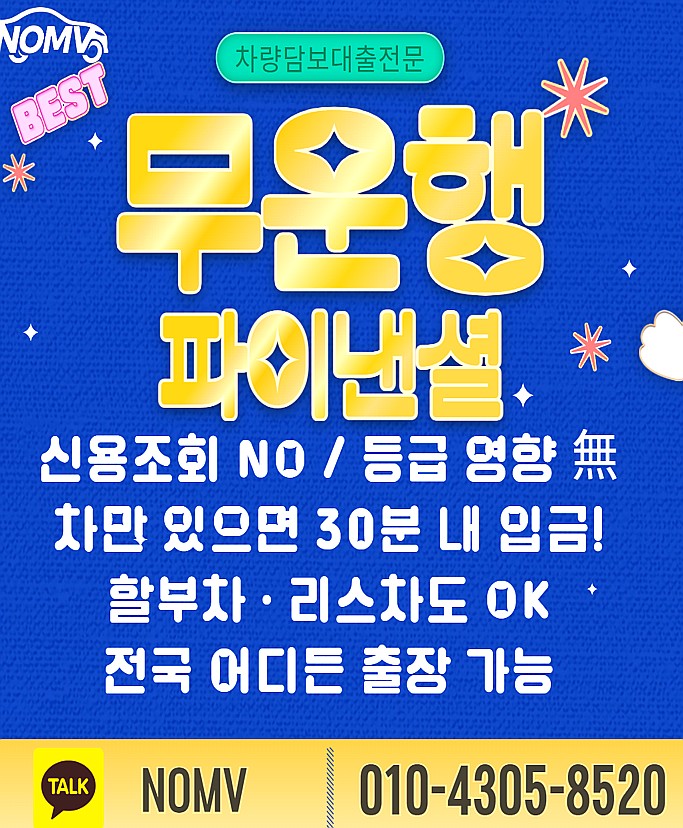 NOMV
BEST
차량담보대출전문
무운행
파이낸셜
신용조회 NO / 등급 영향 無
차만 있으면 30분 내 입금!
할부차·리스차도 OK
전국 어디든 출장 가능
TALK NOMV 010-4305-8520